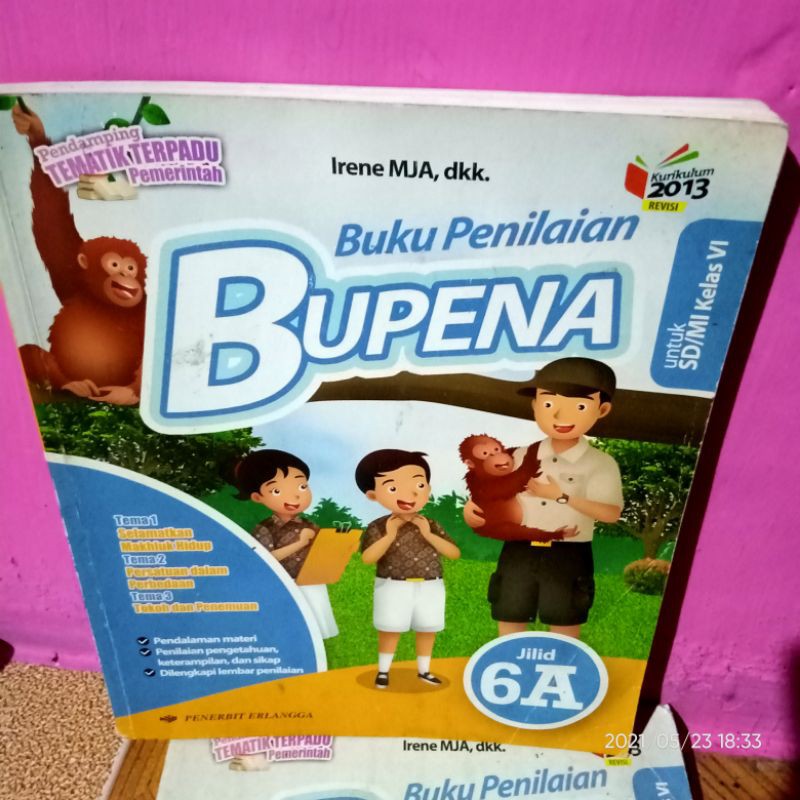 Pendamping
TEMATIK TERPADU
Pemerintah
Irene MJA, dkk.
Kurikulum
2013
REVISI
Buku Penilaian
BUPENA
untuk
SD/MI Kelas VI
Tema 1
Selamatkan
Makhluk Hidup
Tema 2
Persatuan dalam
Perbedaan
Tema 3
Tokoh dan Penemuan
Pendalaman materi
Penilaian pengetahuan,
keterampilan, dan sikap
Dilengkapi lembar penilaian
Jilid
6A
PENERBIT ERLANGGA
2021 05/23 18:33
TEMATIK TERPADU
Pemerintah
Irene MJA, dkk.
REVISI
Buku Penilaian
VI